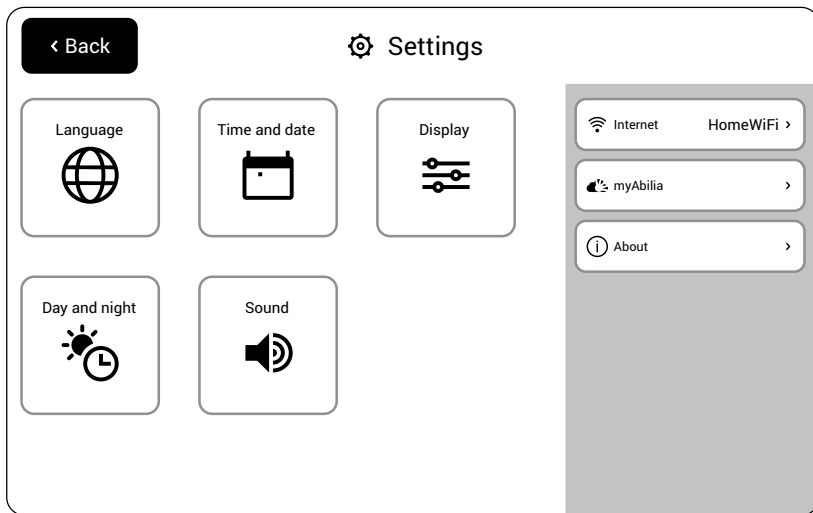 Back
Settings
Language
Time and date
Display
Day and night
Sound
Internet HomeWiFi
myAbilia
About